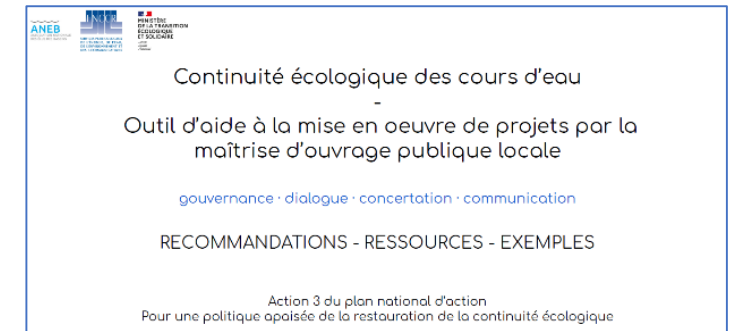 ANEB
UNCCR
MINISTÈRE
DE LA TRANSITION
ÉCOLOGIQUE
ET SOLIDAIRE
Continuité écologique des cours d'eau
-
Outil d'aide à la mise en oeuvre de projets par la
maîtrise d'ouvrage publique locale
gouvernance · dialogue · concertation · communication
RECOMMANDATIONS - RESSOURCES - EXEMPLES
Action 3 du plan national d'action
Pour une politique apaisée de la restauration de la continuité écologique